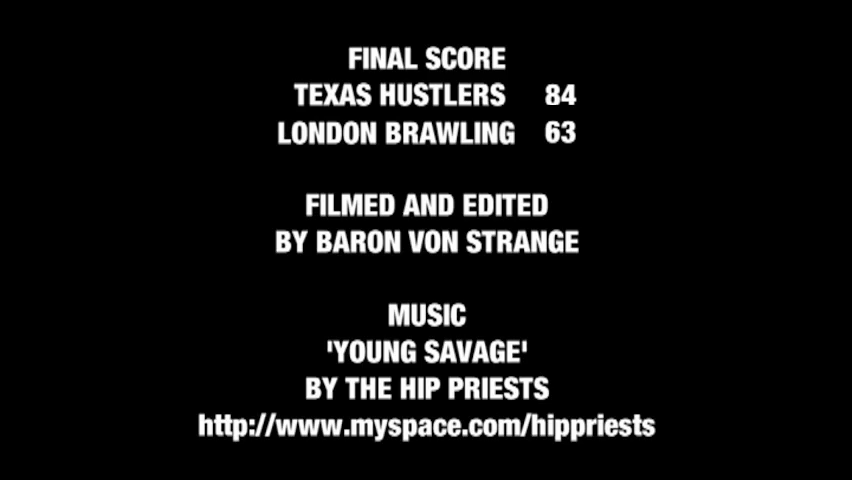 FINAL SCORE
TEXAS HUSTLERS 84
LONDON BRAWLING 63
FILMED AND EDITED
BY BARON VON STRANGE
MUSIC
'YOUNG SAVAGE'
BY THE HIP PRIESTS
http://www.myspace.com/hippriests